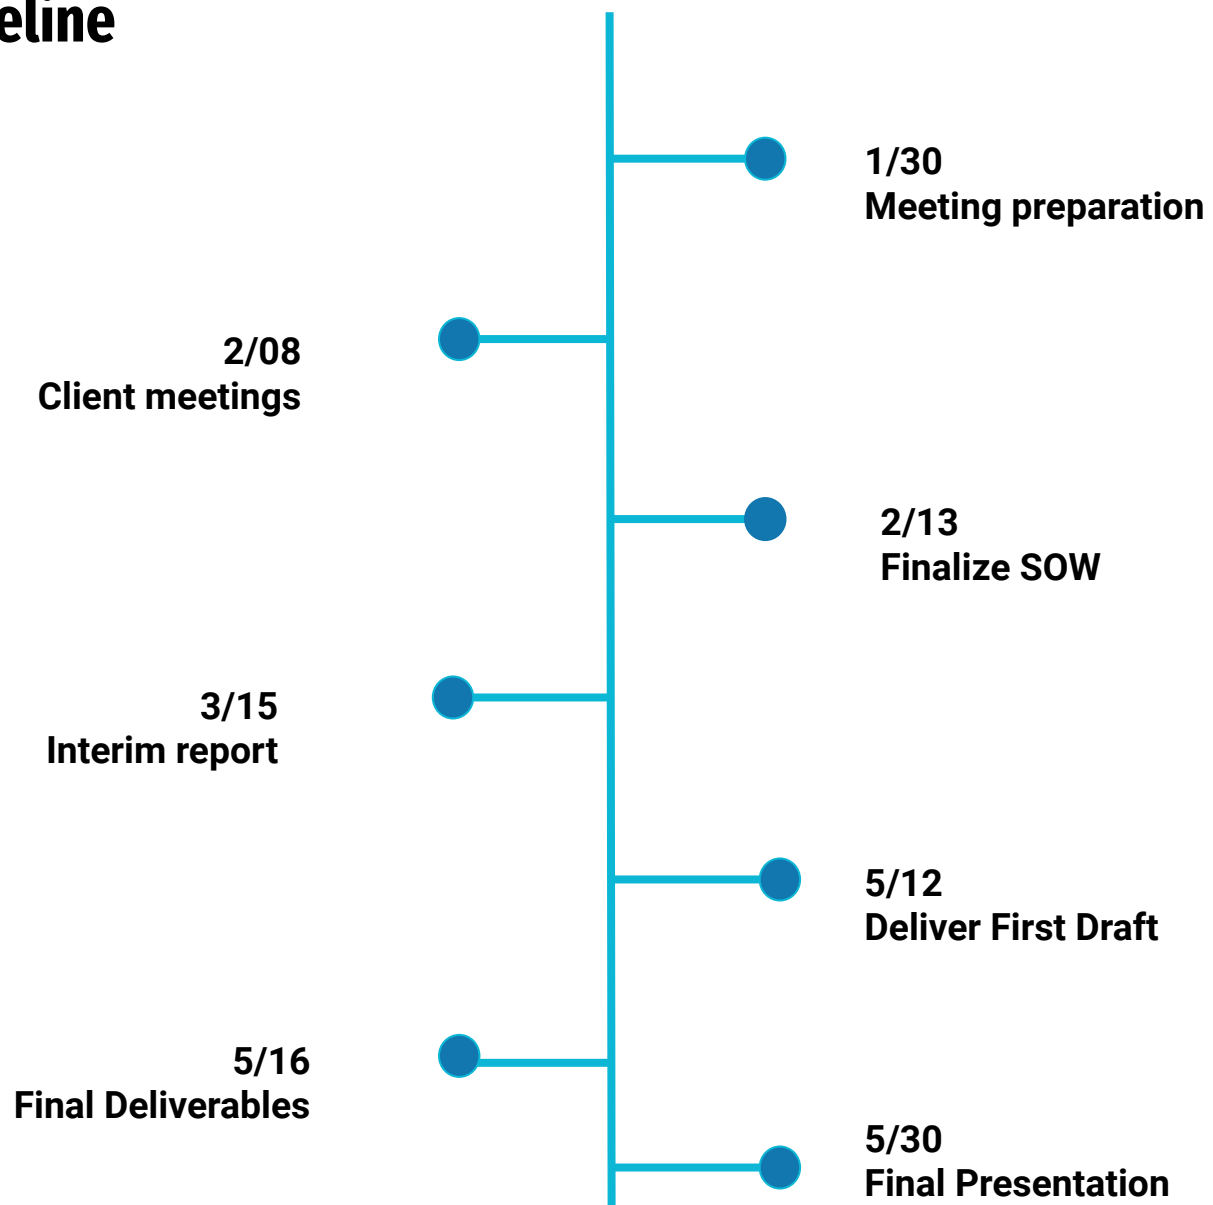 eline
1/30
Meeting preparation
2/08
Client meetings
2/13
Finalize SOW
3/15
Interim report
5/12
Deliver First Draft
5/16
Final Deliverables
5/30
Final Presentation